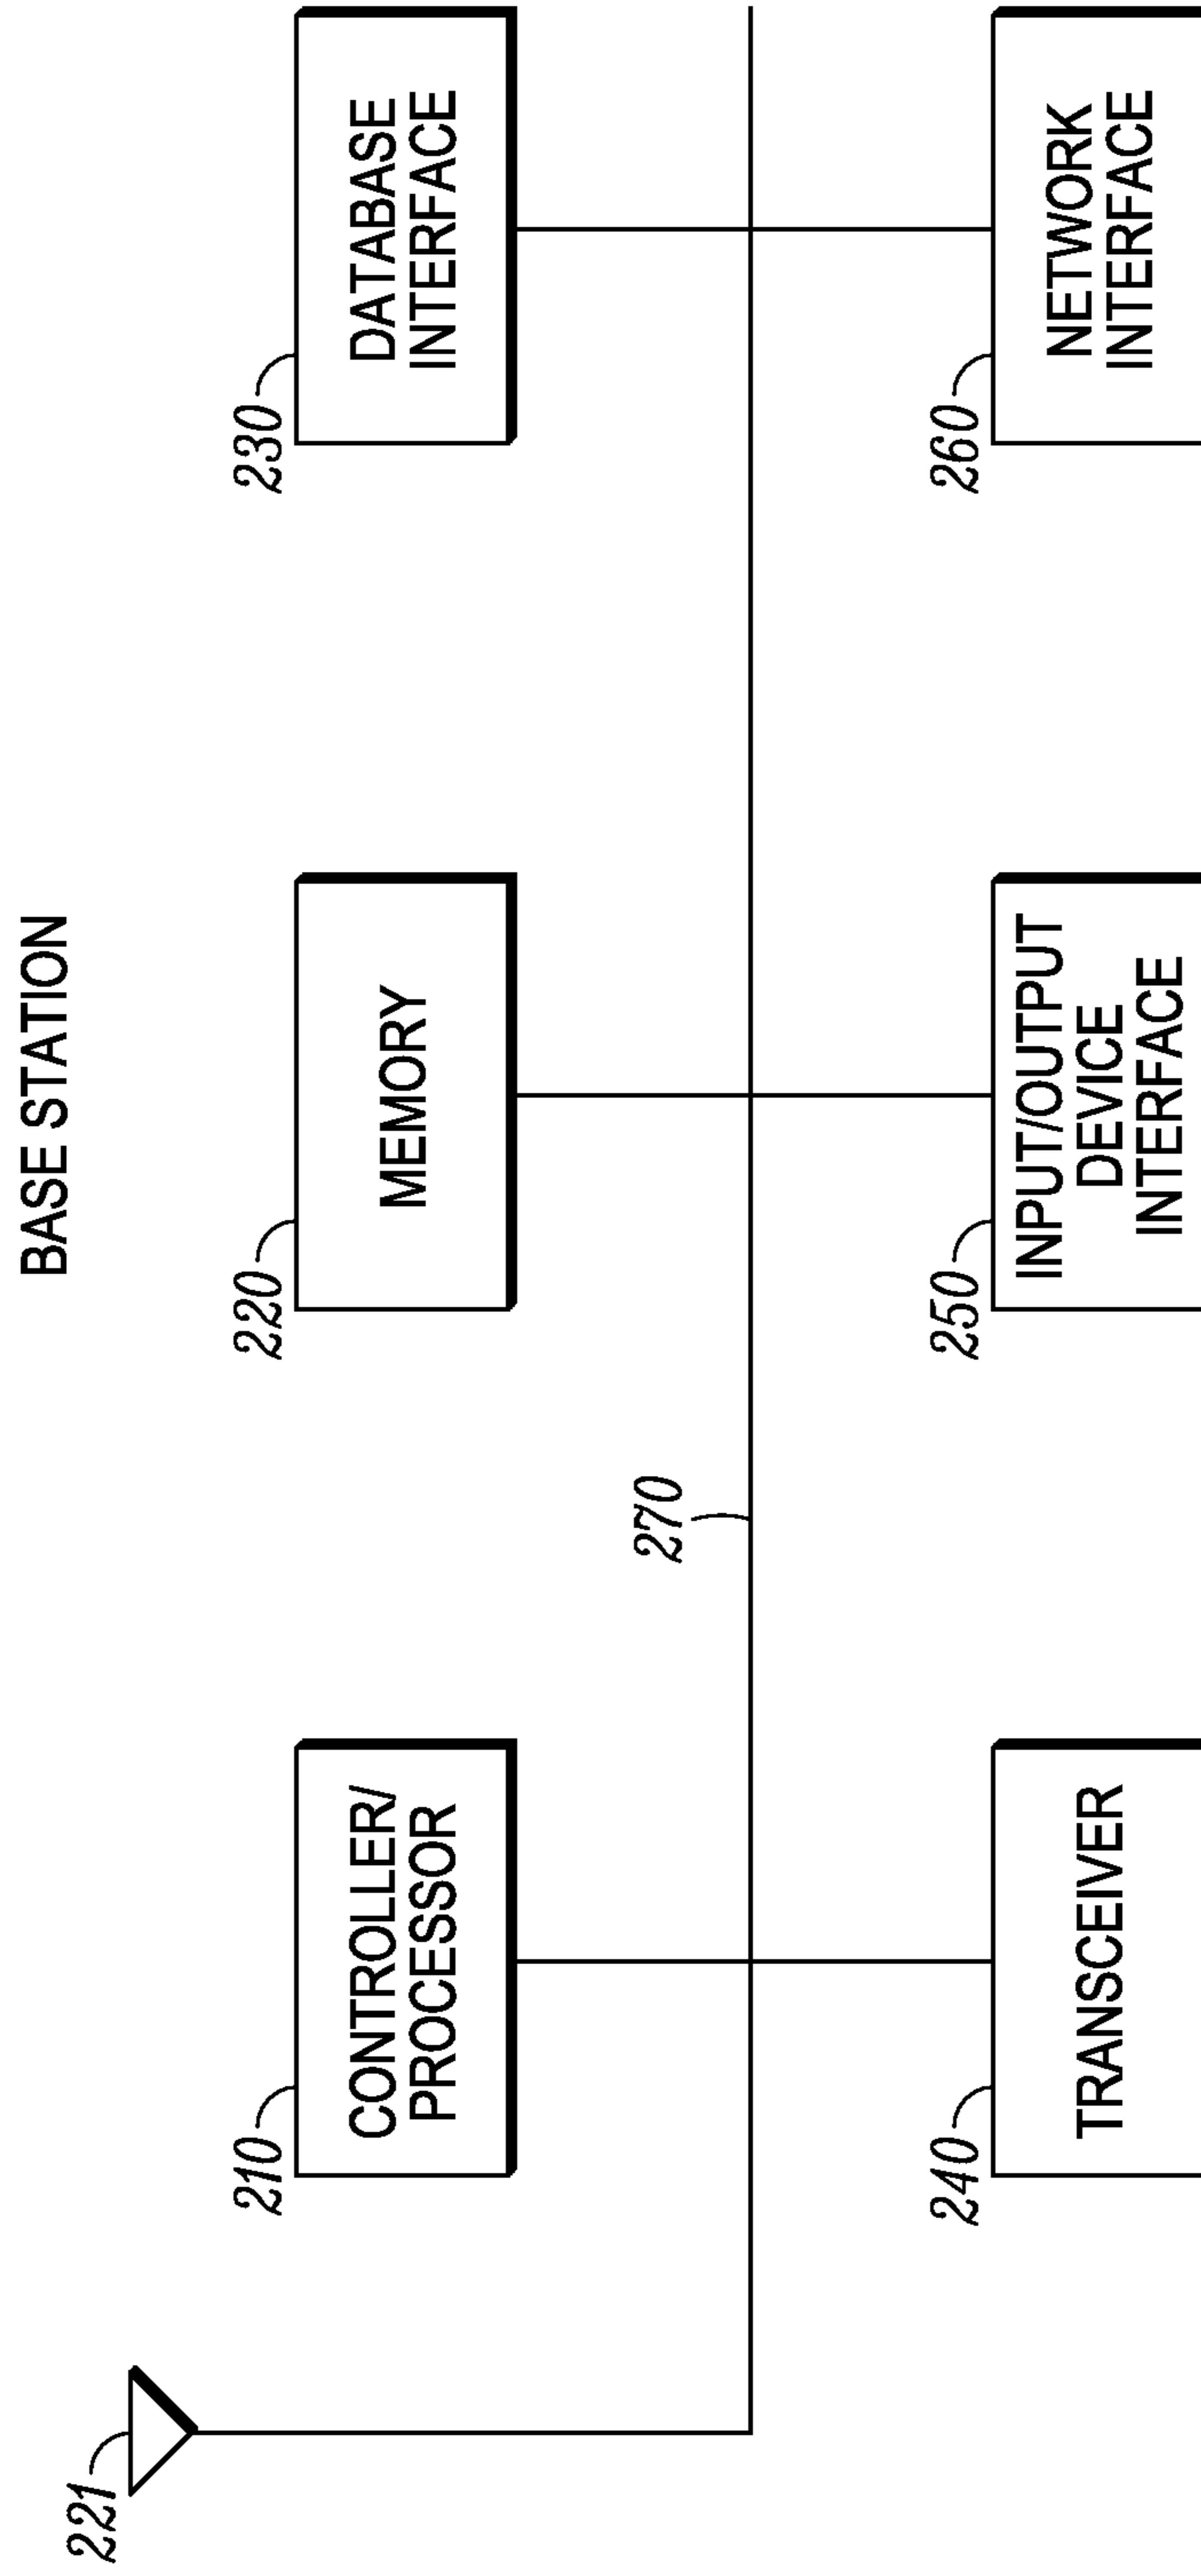 BASE STATION
221
210
CONTROLLER/
PROCESSOR
220
MEMORY
230
DATABASE
INTERFACE
270
240
TRANSCEIVER
250
INPUT/OUTPUT
DEVICE
INTERFACE
260
NETWORK
INTERFACE